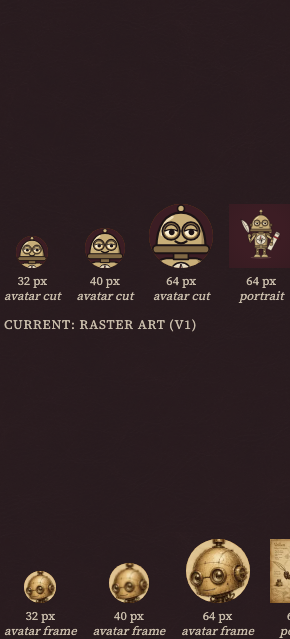 32 px
40 px
64 px
64 px
avatar cut
avatar cut
avatar cut
portrait
CURRENT: RASTER ART (V1)
32 px
40 px
64 px
avatar frame
avatar frame
avatar frame